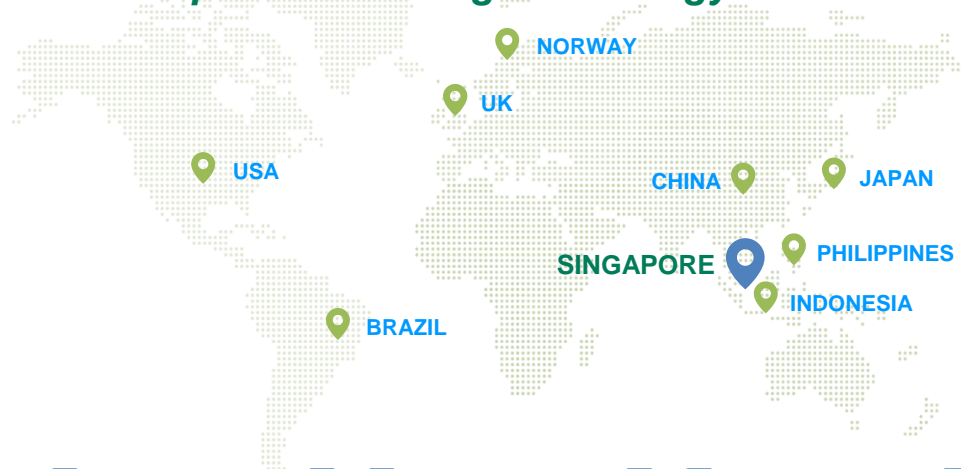 NORWAY
UK
USA
CHINA
JAPAN
PHILIPPINES
SINGAPORE
INDONESIA
BRAZIL